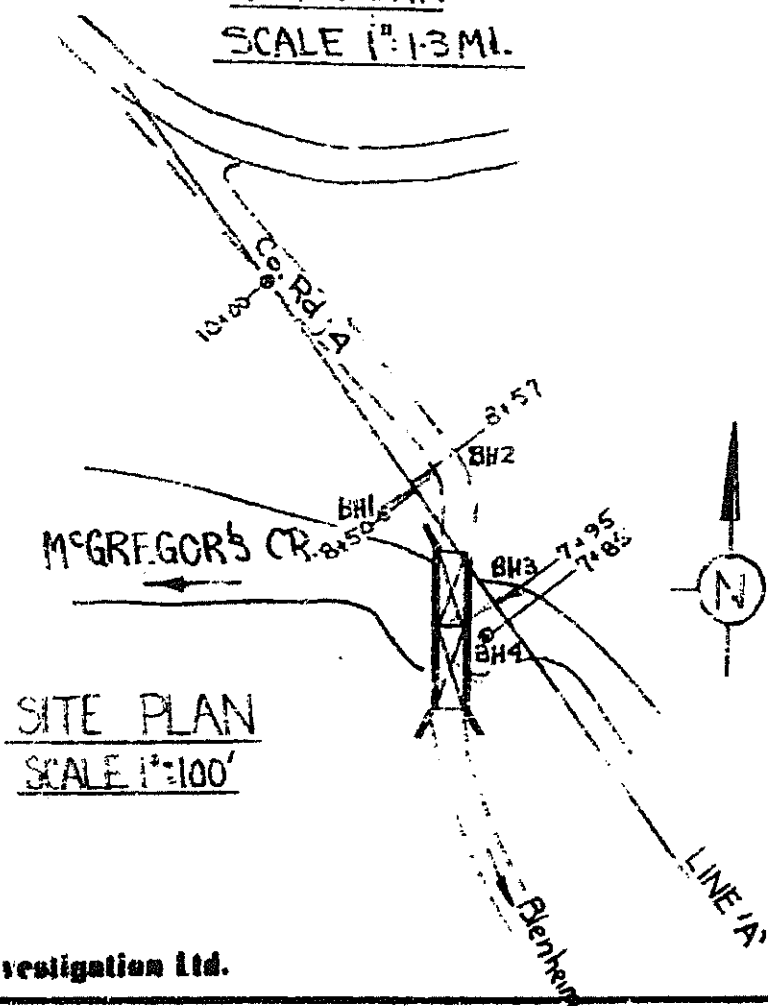 SCALE 1": 1.3 MI.
Co. Rd. 'A'
10+00
8+57
BH2
BH1
8+50
McGREGOR'S CR.
7+95
7+85
BH3
BH4
N
SITE PLAN
SCALE 1":100'
LINE 'A'
Blenheim
vestigation Ltd.